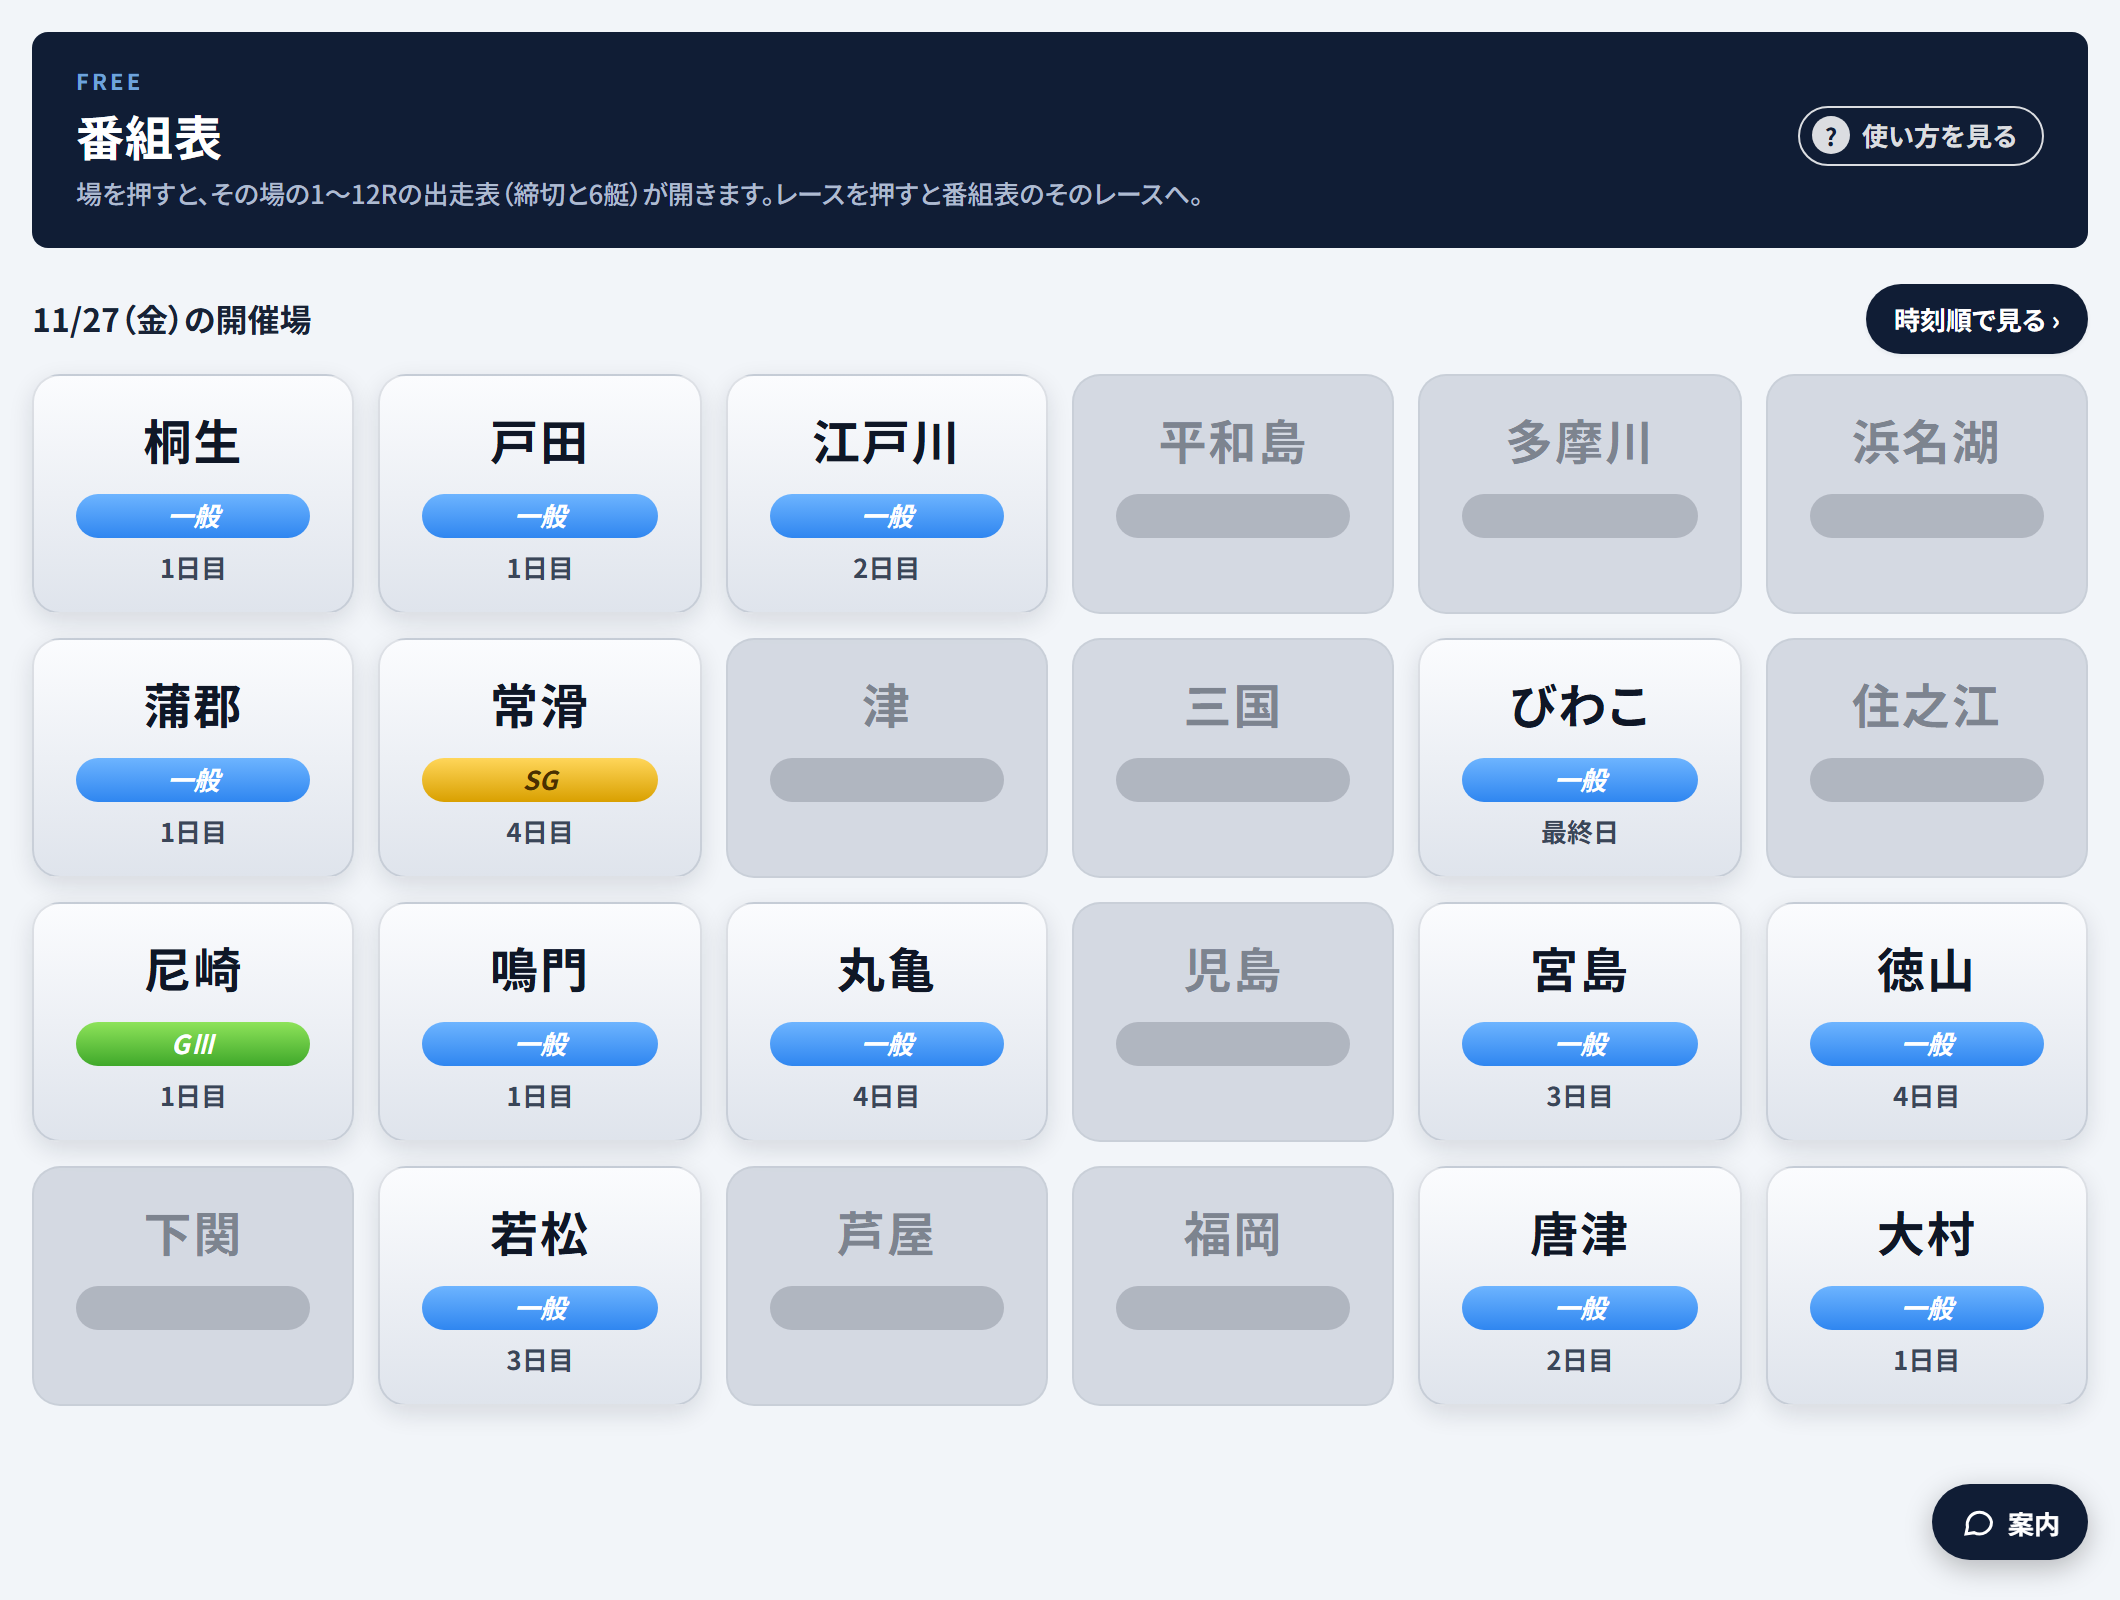 FREE
番組表
場を押すと、その場の1〜12Rの出走表（締切と6艇）が開きます。レースを押すと番組表のそのレースへ。
? 使い方を見る
11/27（金）の開催場
時刻順で見る ›
桐生
一般
1日目
戸田
一般
1日目
江戸川
一般
2日目
平和島
多摩川
浜名湖
蒲郡
一般
1日目
常滑
SG
4日目
津
三国
びわこ
一般
最終日
住之江
尼崎
GⅢ
1日目
鳴門
一般
1日目
丸亀
一般
4日目
児島
宮島
一般
3日目
徳山
一般
4日目
下関
若松
一般
3日目
芦屋
福岡
唐津
一般
2日目
大村
一般
1日目
案内